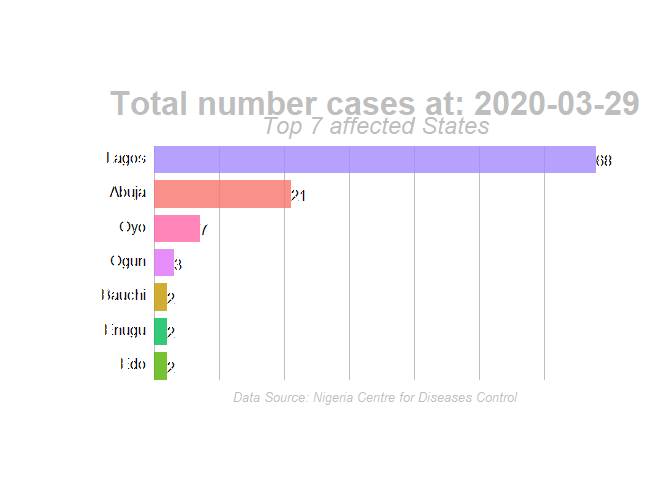 Total number cases at: 2020-03-29
Top 7 affected States
Lagos 68
Abuja 21
Oyo 7
Ogun 3
Bauchi 2
Enugu 2
Edo 2
Data Source: Nigeria Centre for Diseases Control